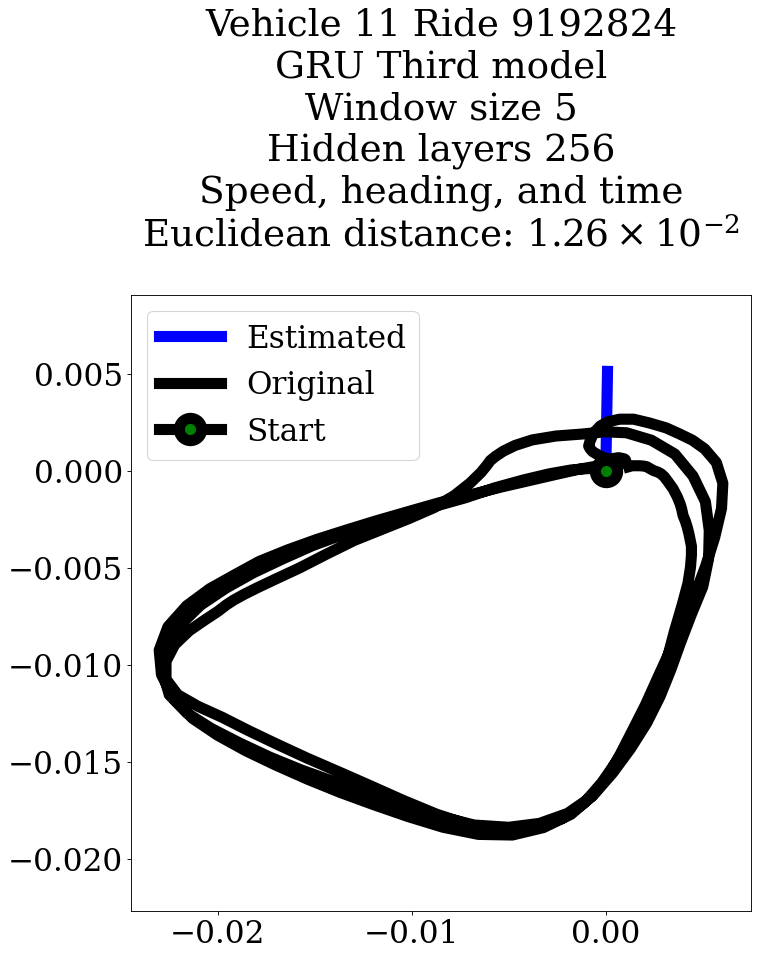 Vehicle 11 Ride 9192824
GRU Third model
Window size 5
Hidden layers 256
Speed, heading, and time
Euclidean distance: 1.26 × 10⁻²
Estimated
Original
Start
0.005
0.000
−0.005
−0.010
−0.015
−0.020
−0.02
−0.01
0.00